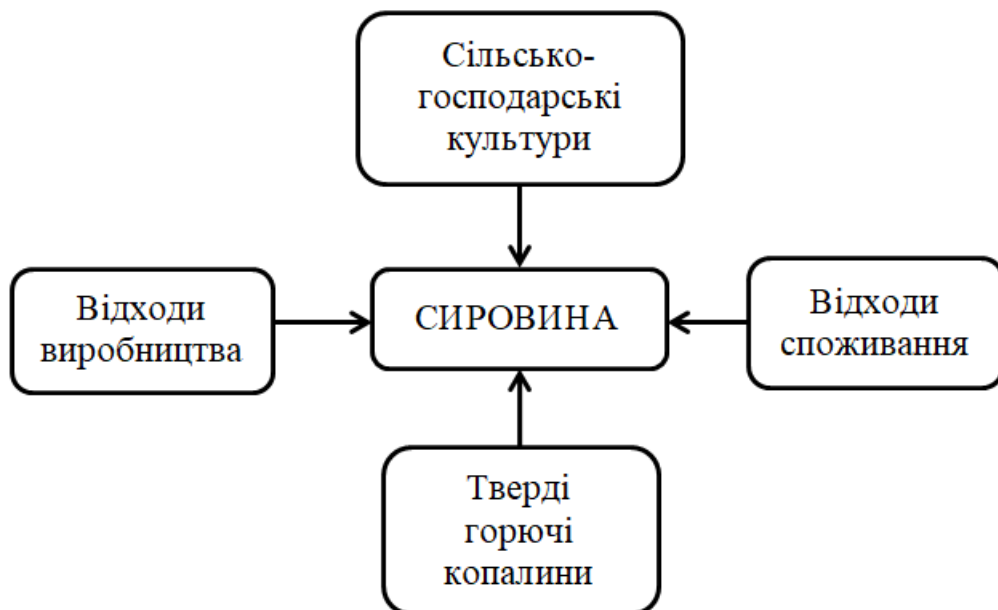 Сільсько-
господарські
культури
Відходи
виробництва
СИРОВИНА
Відходи
споживання
Тверді
горючі
копалини